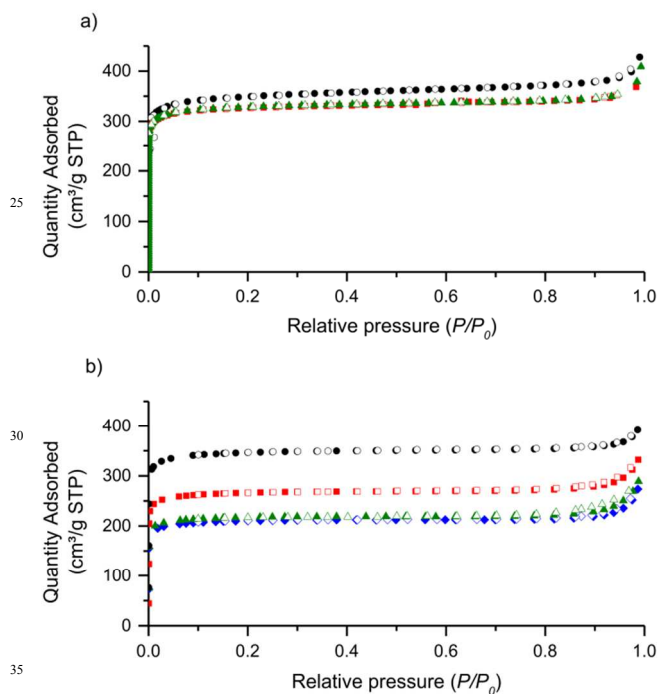 a)
400
300
200
100
0
Quantity Adsorbed
(cm³/g STP)
25
0.0 0.2 0.4 0.6 0.8 1.0
Relative pressure (P/P₀)
b)
30
400
300
200
100
0
Quantity Adsorbed
(cm³/g STP)
0.0 0.2 0.4 0.6 0.8 1.0
35
Relative pressure (P/P₀)